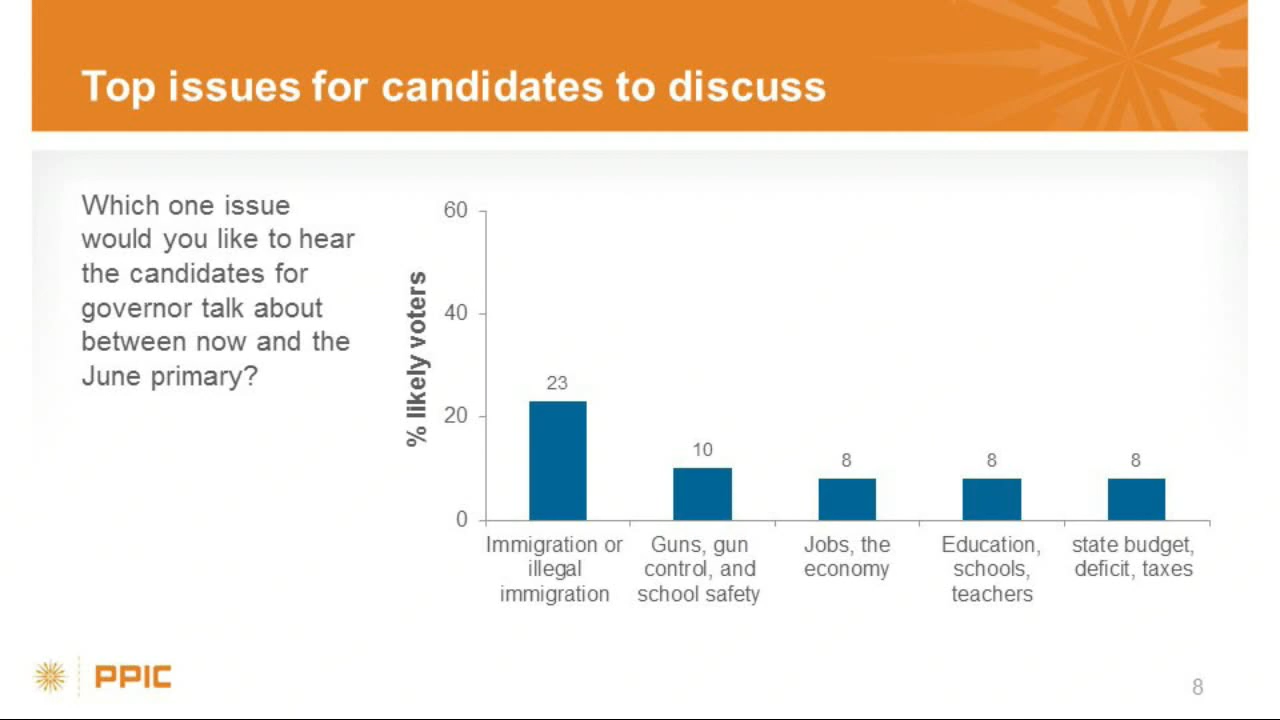 Top issues for candidates to discuss
Which one issue
would you like to hear
the candidates for
governor talk about
between now and the
June primary?
% likely voters
60
40
20
0
23
10
8
8
8
Immigration or
illegal
immigration
Guns, gun
control, and
school safety
Jobs, the
economy
Education,
schools,
teachers
state budget,
deficit, taxes
PPIC
8